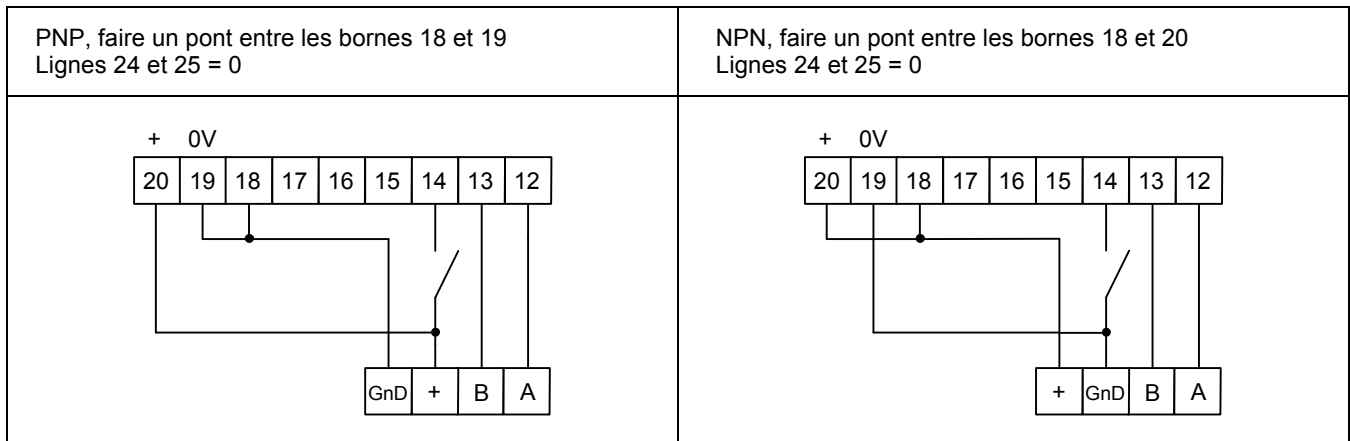 PNP, faire un pont entre les bornes 18 et 19
Lignes 24 et 25 = 0
NPN, faire un pont entre les bornes 18 et 20
Lignes 24 et 25 = 0
+ 0V
20 19 18 17 16 15 14 13 12
GnD + B A
+ 0V
20 19 18 17 16 15 14 13 12
+ GnD B A